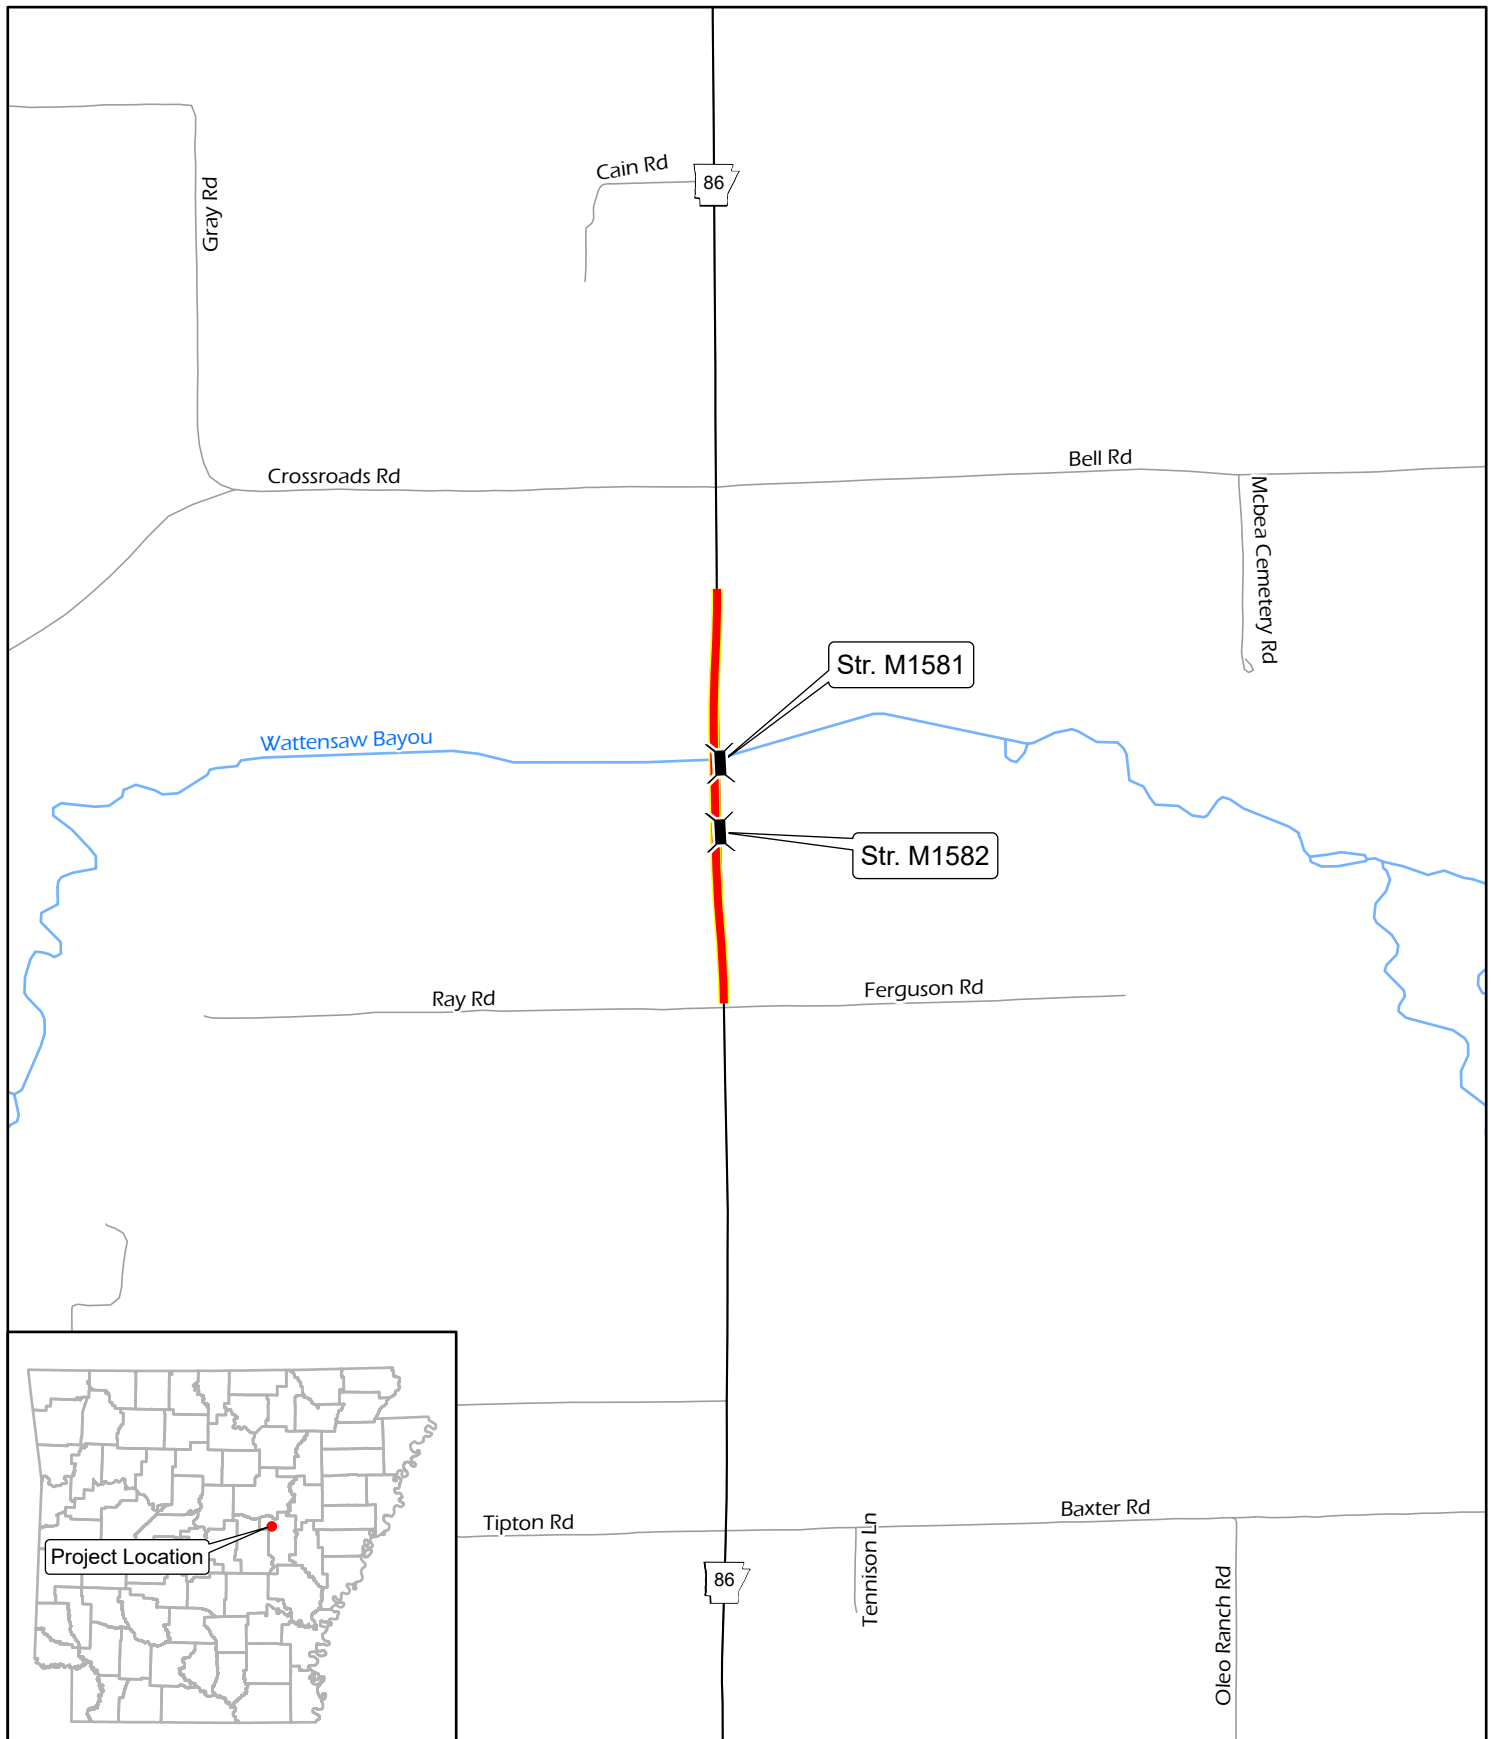 Cain Rd
86
Gray Rd
Crossroads Rd
Bell Rd
Mcbea Cemetery Rd
Str. M1581
Wattensaw Bayou
Str. M1582
Ray Rd
Ferguson Rd
Project Location
Tipton Rd
Baxter Rd
Tennison Ln
86
Oleo Ranch Rd